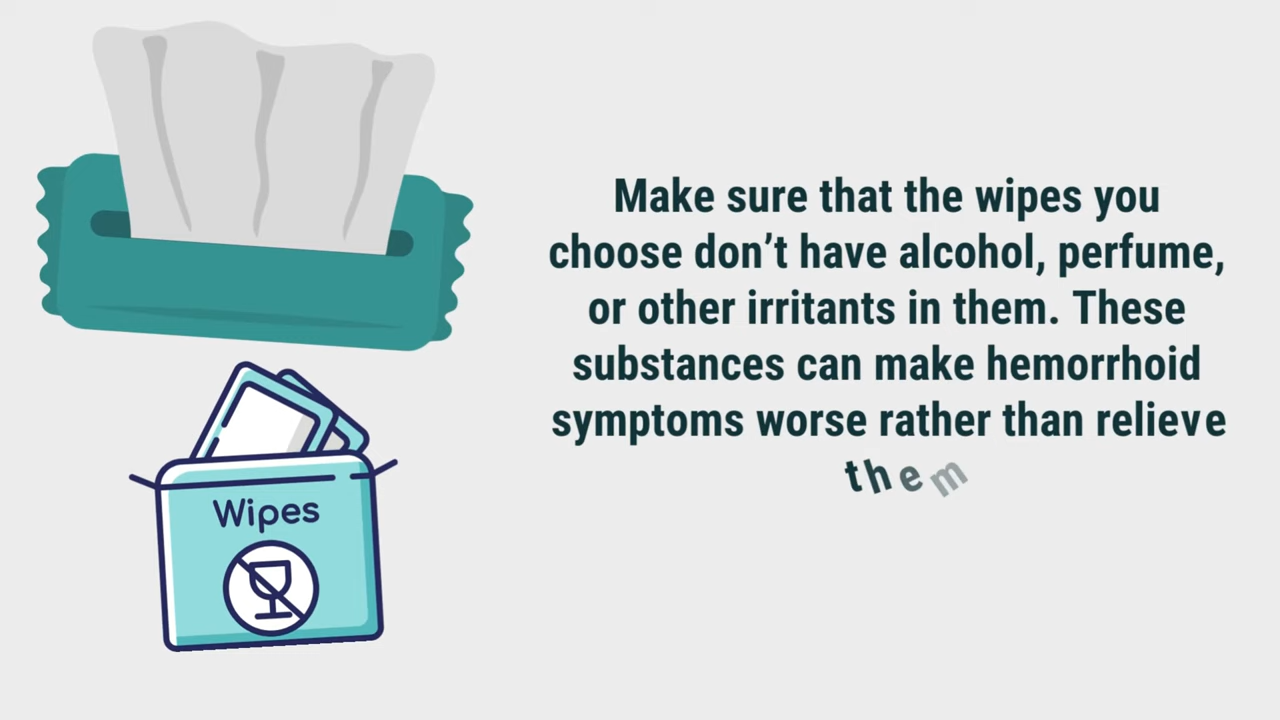 Make sure that the wipes you
choose don’t have alcohol, perfume,
or other irritants in them. These
substances can make hemorrhoid
symptoms worse rather than relieve
them
Wipes